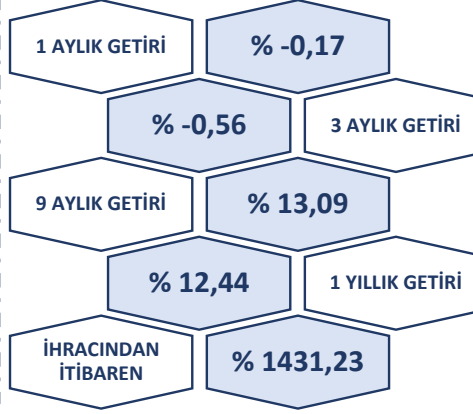 1 AYLIK GETİRİ
% -0,17
% -0,56
3 AYLIK GETİRİ
9 AYLIK GETİRİ
% 13,09
% 12,44
1 YILLIK GETİRİ
İHRACINDAN
İTİBAREN
% 1431,23